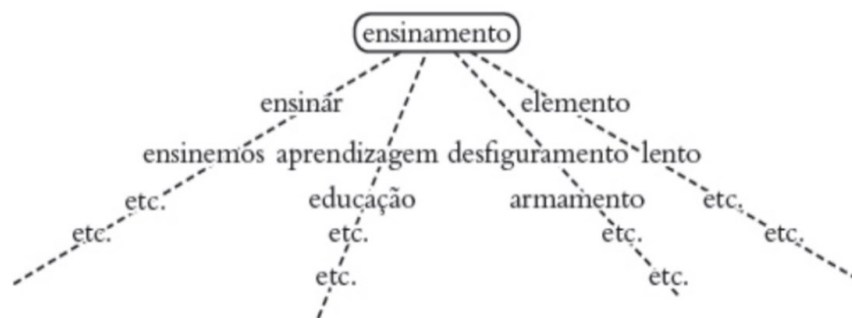 ensinamento
ensinar elemento
ensinemos aprendizagem desfiguramento lento
etc. educação armamento etc.
etc. etc. etc. etc.
etc. etc.